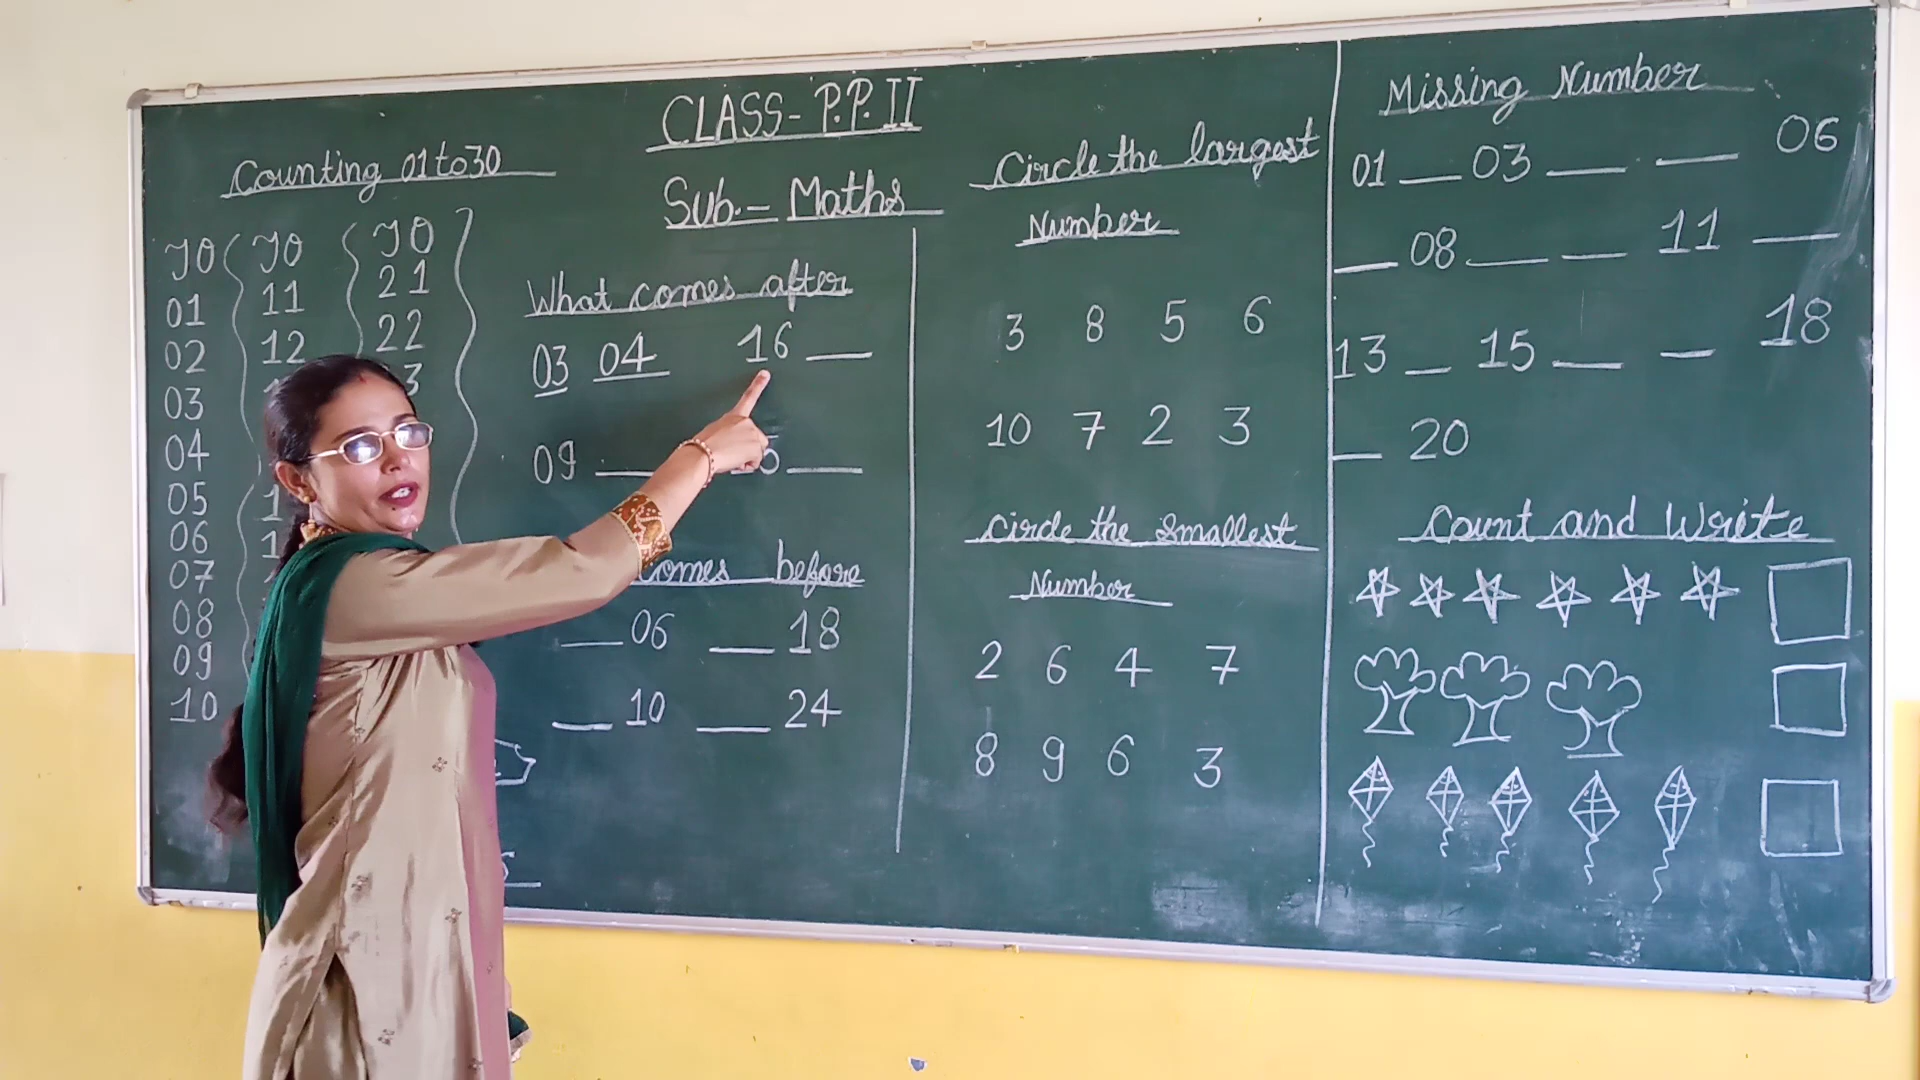 CLASS- P.P.II
Sub.- Maths
Counting 01 to 30
TO TO TO
01 11 21
02 12 22
03
04
05
06
07
08
09
10
What comes after
03 04 16 __
09 __ __
comes before
__ 06 __ 18
__ 10 __ 24
Circle the largest
Number
3 8 5 6
10 7 2 3
Circle the Smallest
Number
2 6 4 7
8 9 6 3
Missing Number
01 __ 03 __ __ 06
__ 08 __ __ 11 __
13 __ 15 __ __ 18
__ 20
Count and Write